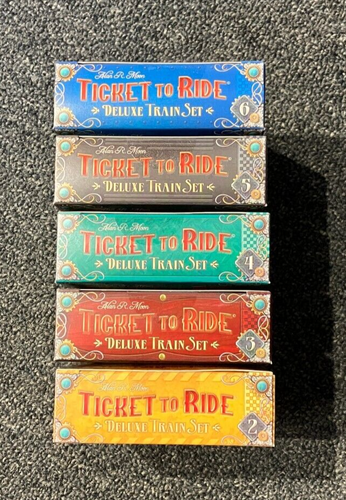 Alan R. Moon
TICKET TO RIDE
DELUXE TRAIN SET
6
Alan R. Moon
TICKET TO RIDE
DELUXE TRAIN SET
5
Alan R. Moon
TICKET TO RIDE
DELUXE TRAIN SET
4
Alan R. Moon
TICKET TO RIDE
DELUXE TRAIN SET
3
Alan R. Moon
TICKET TO RIDE
DELUXE TRAIN SET
2